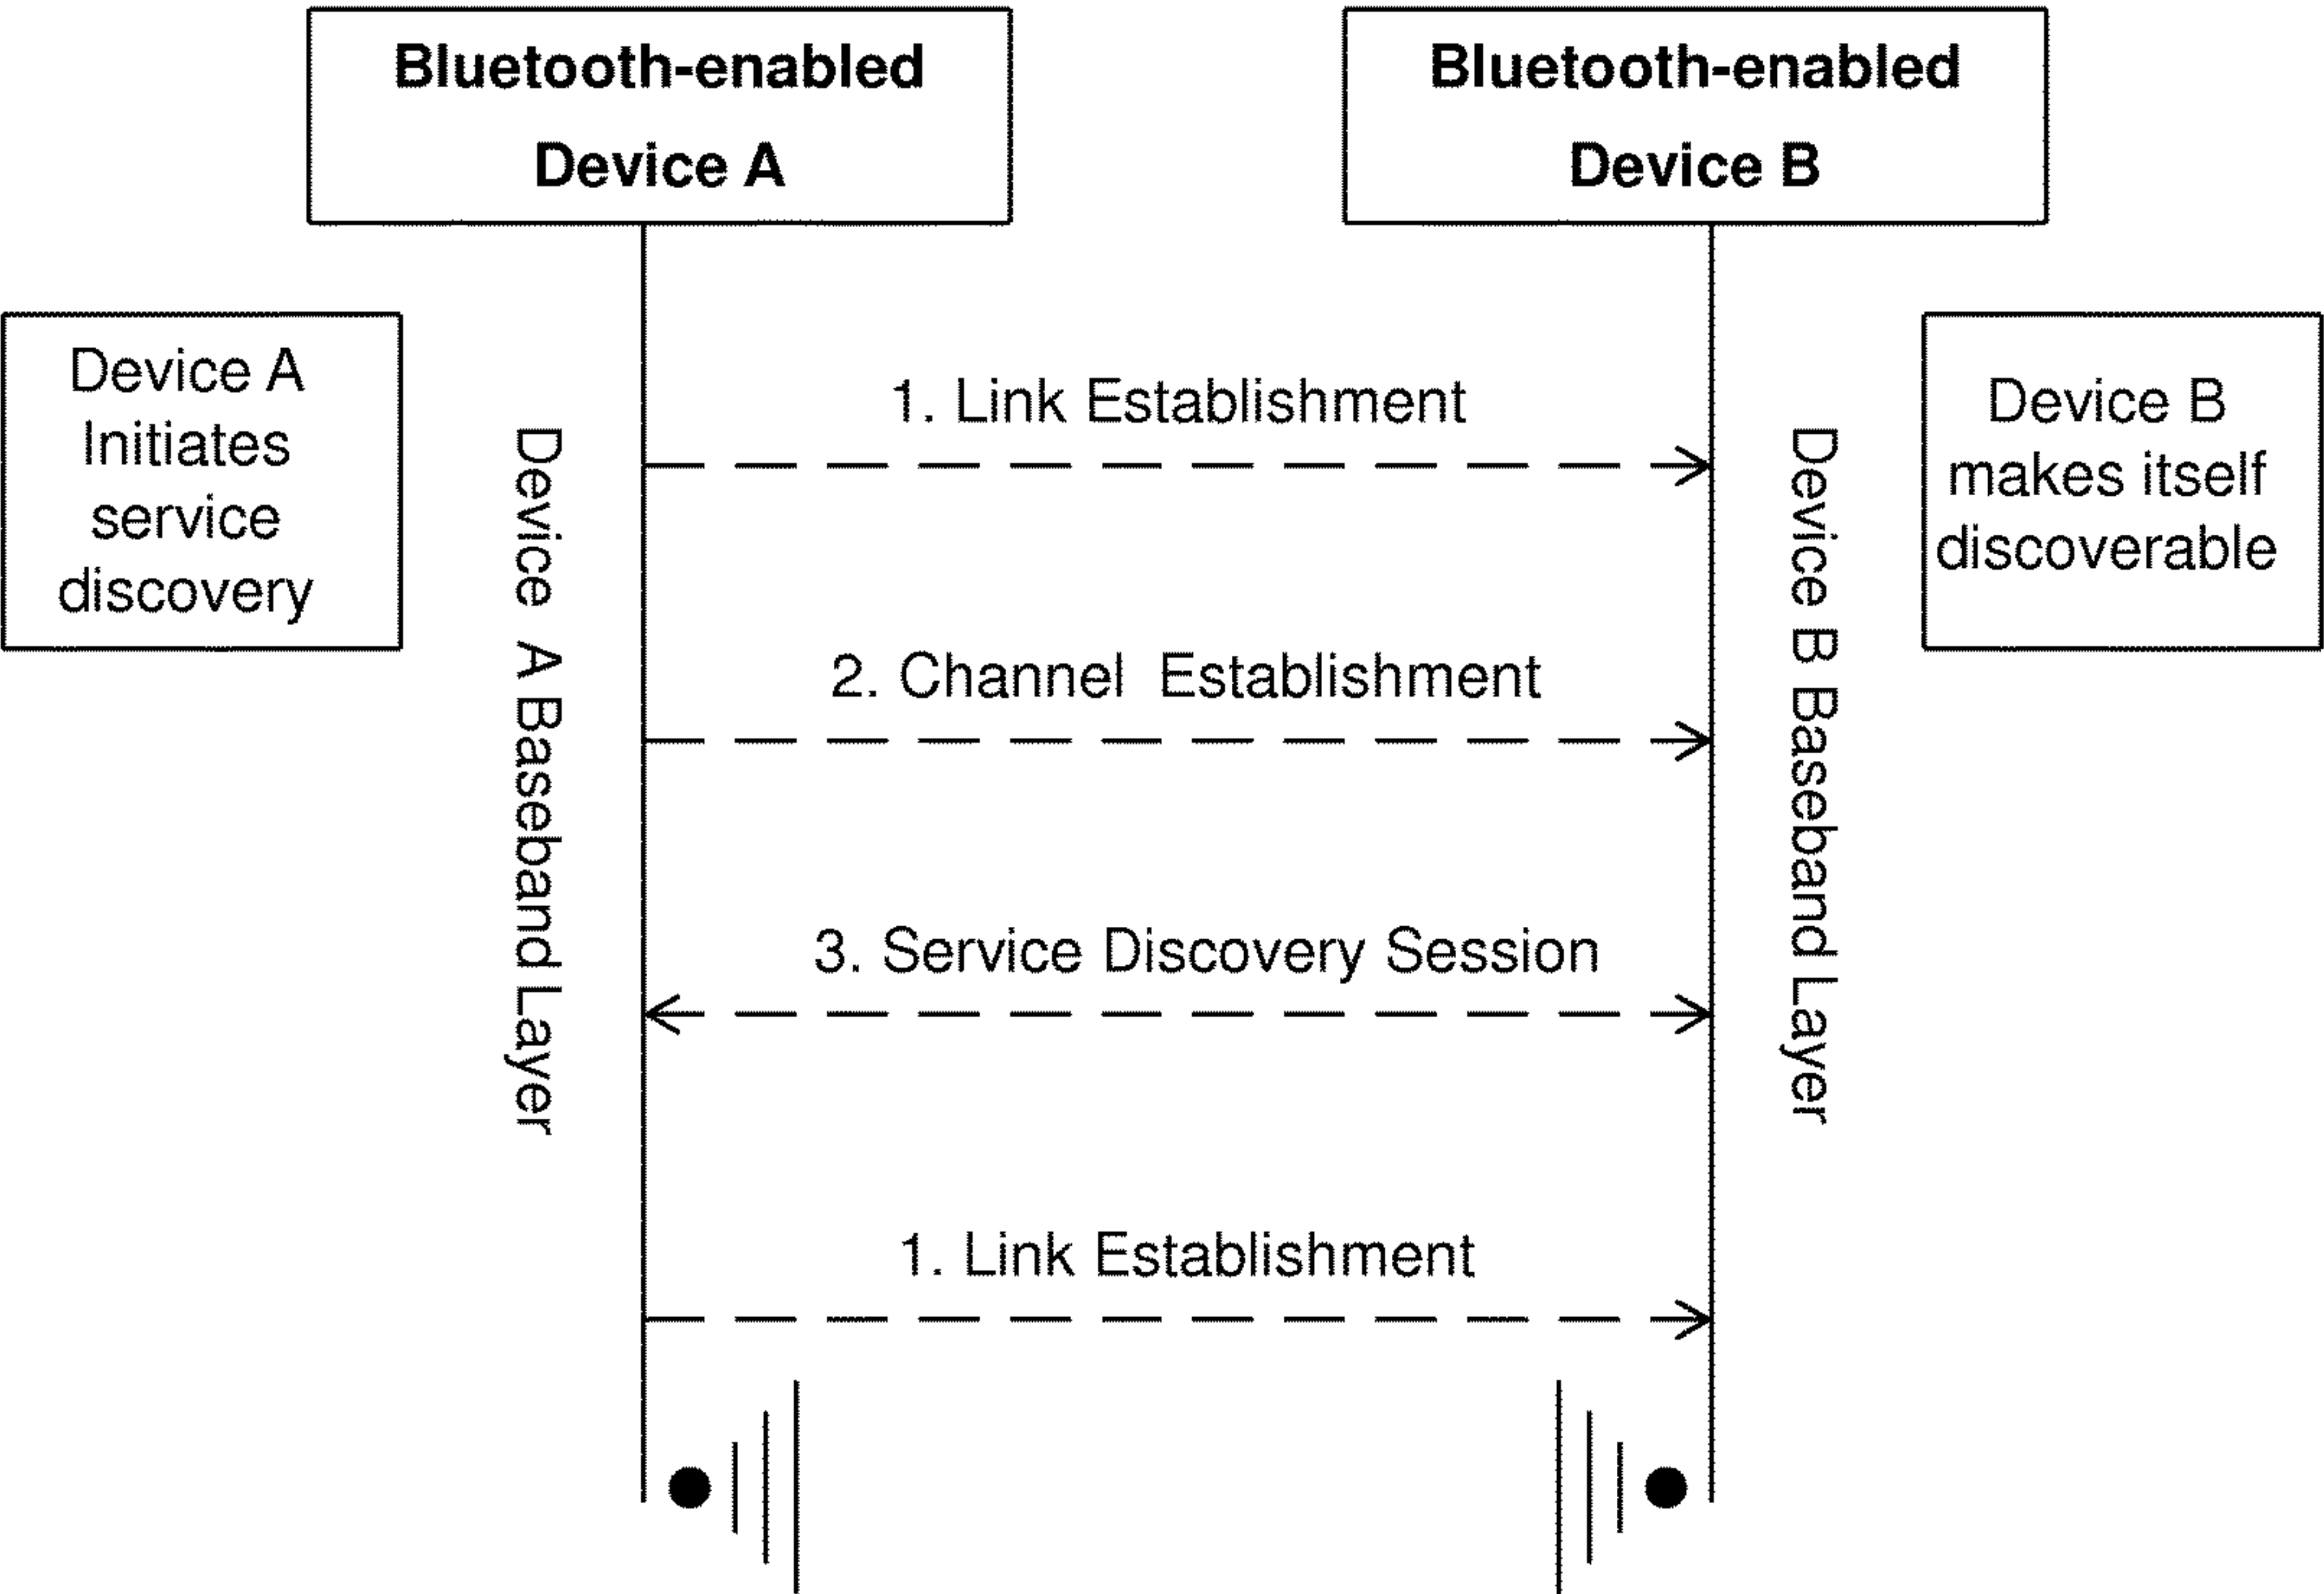 Bluetooth-enabled
Device A
Bluetooth-enabled
Device B
Device A
Initiates
service
discovery
Device A Baseband Layer
1. Link Establishment
2. Channel Establishment
3. Service Discovery Session
1. Link Establishment
Device B Baseband Layer
Device B
makes itself
discoverable